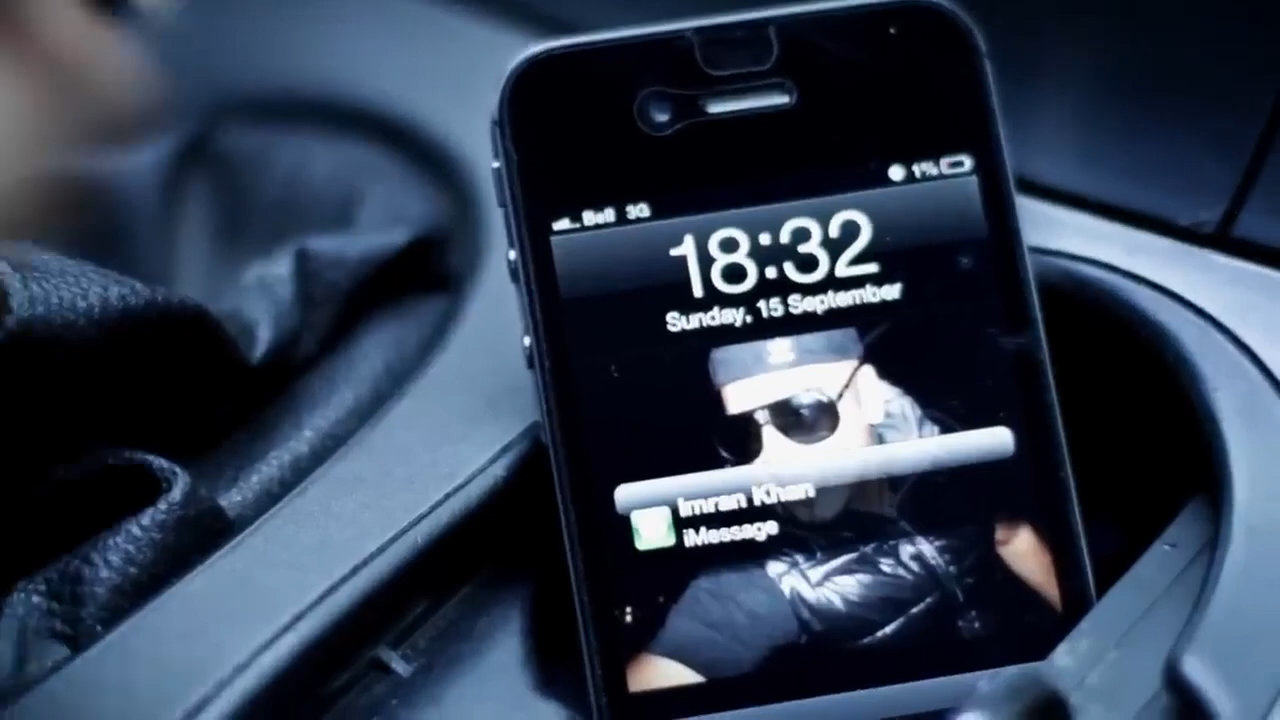 Bell 3G 1%
18:32
Sunday, 15 September
Imran Khan
iMessage